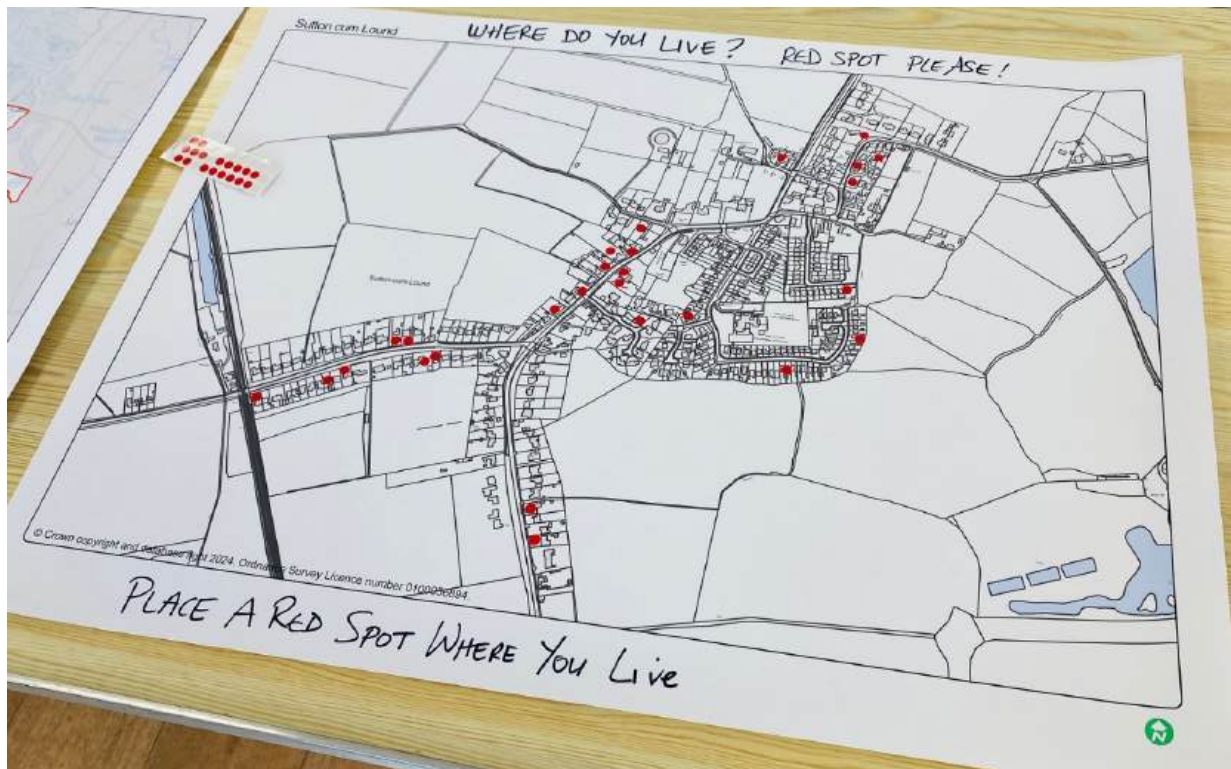 Sutton cum Lound
WHERE DO YOU LIVE? RED SPOT PLEASE!
Sutton cum Lound
© Crown copyright and database right 2024. Ordnance Survey Licence number 0100036894.
PLACE A RED SPOT WHERE YOU Live
N